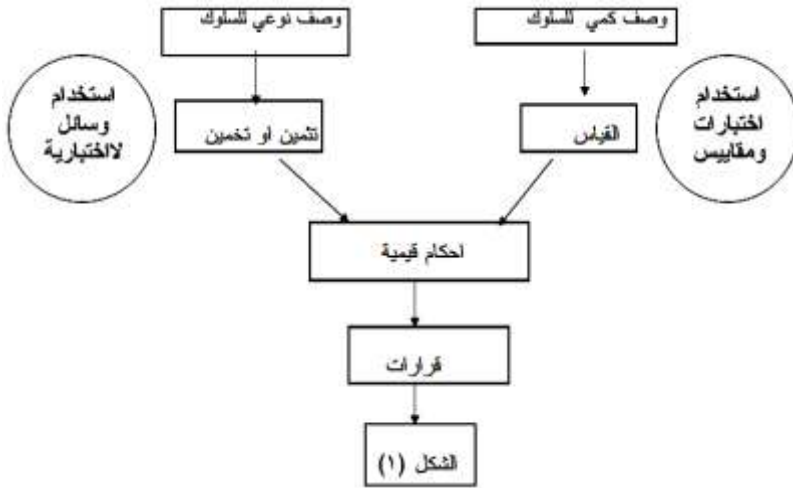 وصف كمي للسلوك
وصف نوعي للسلوك
استخدام
اختبارات
ومقاييس
القياس
تثمين او تخمين
استخدام
وسائل
لااختبارية
احكام قيمية
قرارات
الشكل (١)